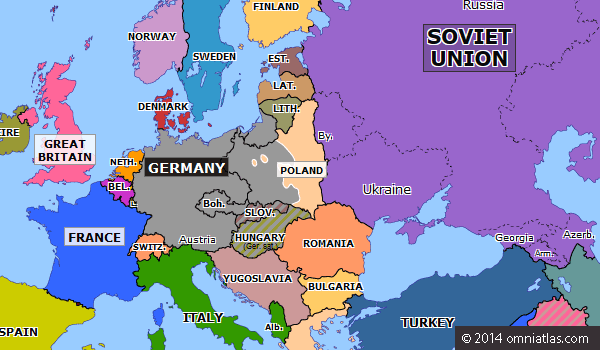 FINLAND
Russia
NORWAY
SWEDEN
SOVIET
UNION
EST.
LAT.
DENMARK
LITH.
By.
IRE
GREAT
BRITAIN
NETH.
GERMANY
POLAND
BEL.
L.
Boh.
Ukraine
SLOV.
FRANCE
Austria
HUNGARY
(Ger. sat.)
SWITZ.
ROMANIA
Georgia
Azerb.
Arm.
YUGOSLAVIA
BULGARIA
SPAIN
ITALY
Alb.
TURKEY
© 2014 omniatlas.com